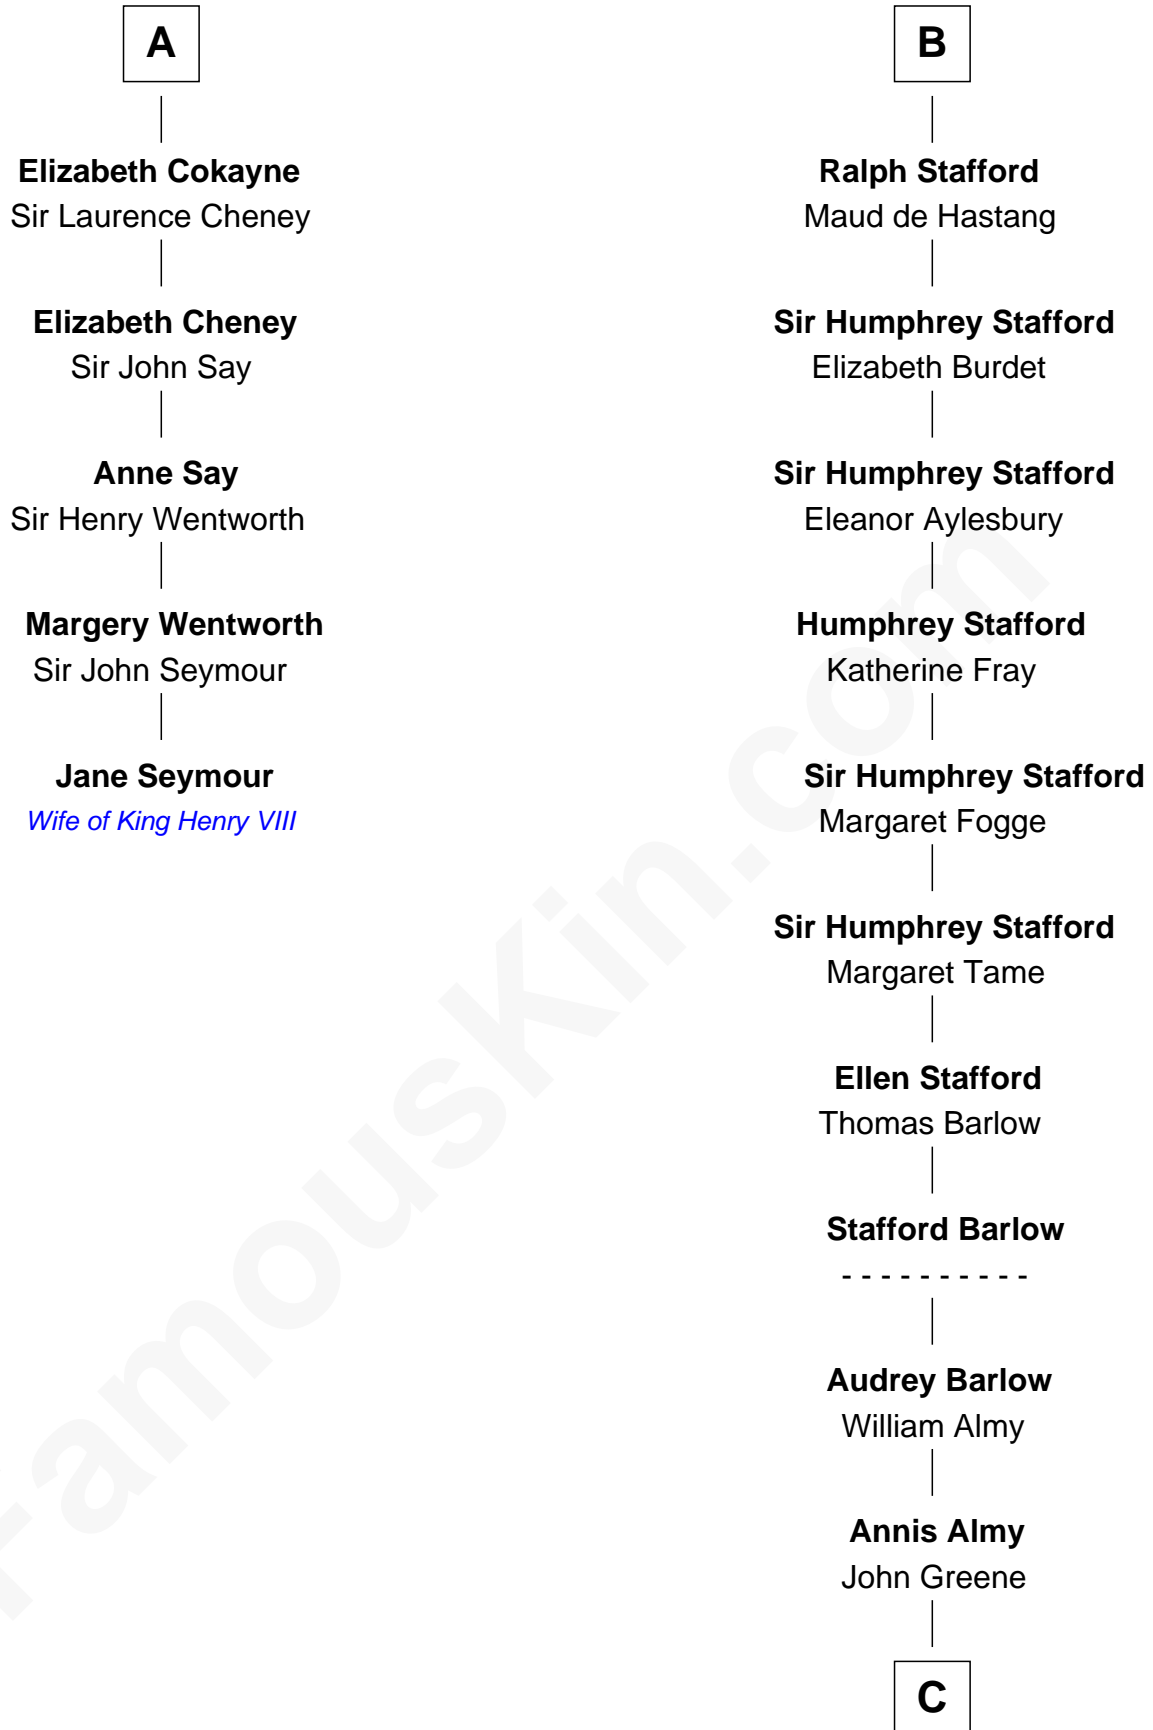 A
Elizabeth Cokayne
Sir Laurence Cheney
Elizabeth Cheney
Sir John Say
Anne Say
Sir Henry Wentworth
Margery Wentworth
Sir John Seymour
Jane Seymour
Wife of King Henry VIII
B
Ralph Stafford
Maud de Hastang
Sir Humphrey Stafford
Elizabeth Burdet
Sir Humphrey Stafford
Eleanor Aylesbury
Humphrey Stafford
Katherine Fray
Sir Humphrey Stafford
Margaret Fogge
Sir Humphrey Stafford
Margaret Tame
Ellen Stafford
Thomas Barlow
Stafford Barlow
- - - - - - - - - -
Audrey Barlow
William Almy
Annis Almy
John Greene
C
FamousKin.com